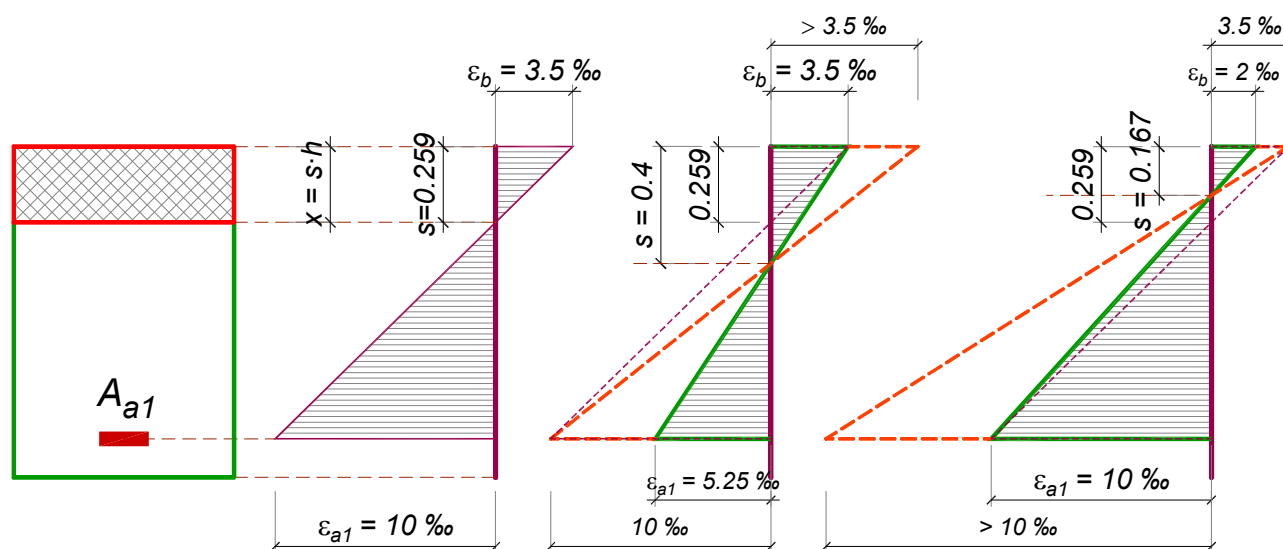 > 3.5 ‰
3.5 ‰
εb = 3.5 ‰
εb = 3.5 ‰
εb = 2 ‰
x = s·h
s=0.259
s = 0.4
0.259
0.259
s = 0.167
Aa1
εa1 = 5.25 ‰
εa1 = 10 ‰
εa1 = 10 ‰
10 ‰
> 10 ‰